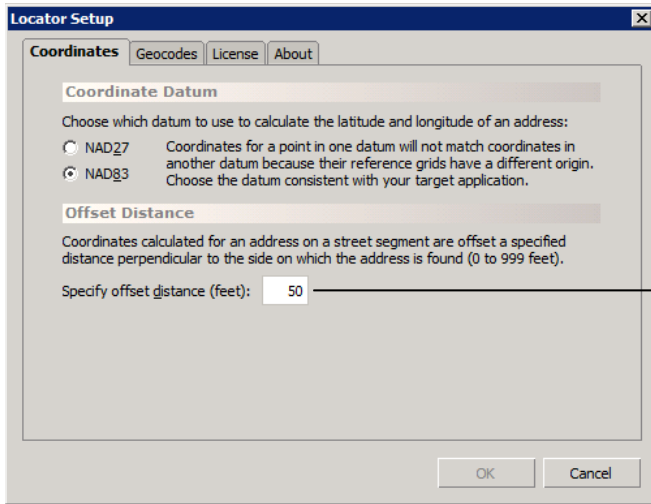 Locator Setup
Coordinates Geocodes License About
Coordinate Datum
Choose which datum to use to calculate the latitude and longitude of an address:
NAD27
NAD83
Coordinates for a point in one datum will not match coordinates in
another datum because their reference grids have a different origin.
Choose the datum consistent with your target application.
Offset Distance
Coordinates calculated for an address on a street segment are offset a specified
distance perpendicular to the side on which the address is found (0 to 999 feet).
Specify offset distance (feet): 50
OK Cancel